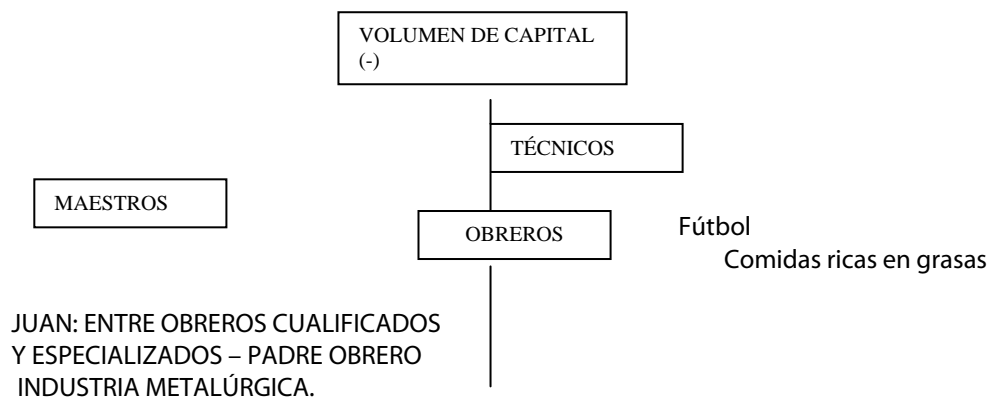 VOLUMEN DE CAPITAL
(-)
TÉCNICOS
MAESTROS
OBREROS
Fútbol
Comidas ricas en grasas
JUAN: ENTRE OBREROS CUALIFICADOS
Y ESPECIALIZADOS – PADRE OBRERO
INDUSTRIA METALÚRGICA.